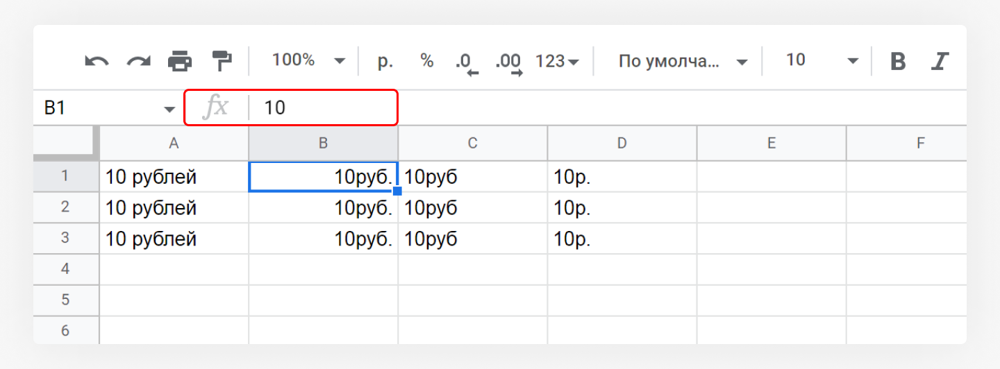 100% р. % .0 .00 123 По умолча... 10 B I
B1 fx 10
A B C D E F
1 10 рублей 10руб. 10руб 10р.
2 10 рублей 10руб. 10руб 10р.
3 10 рублей 10руб. 10руб 10р.
4
5
6